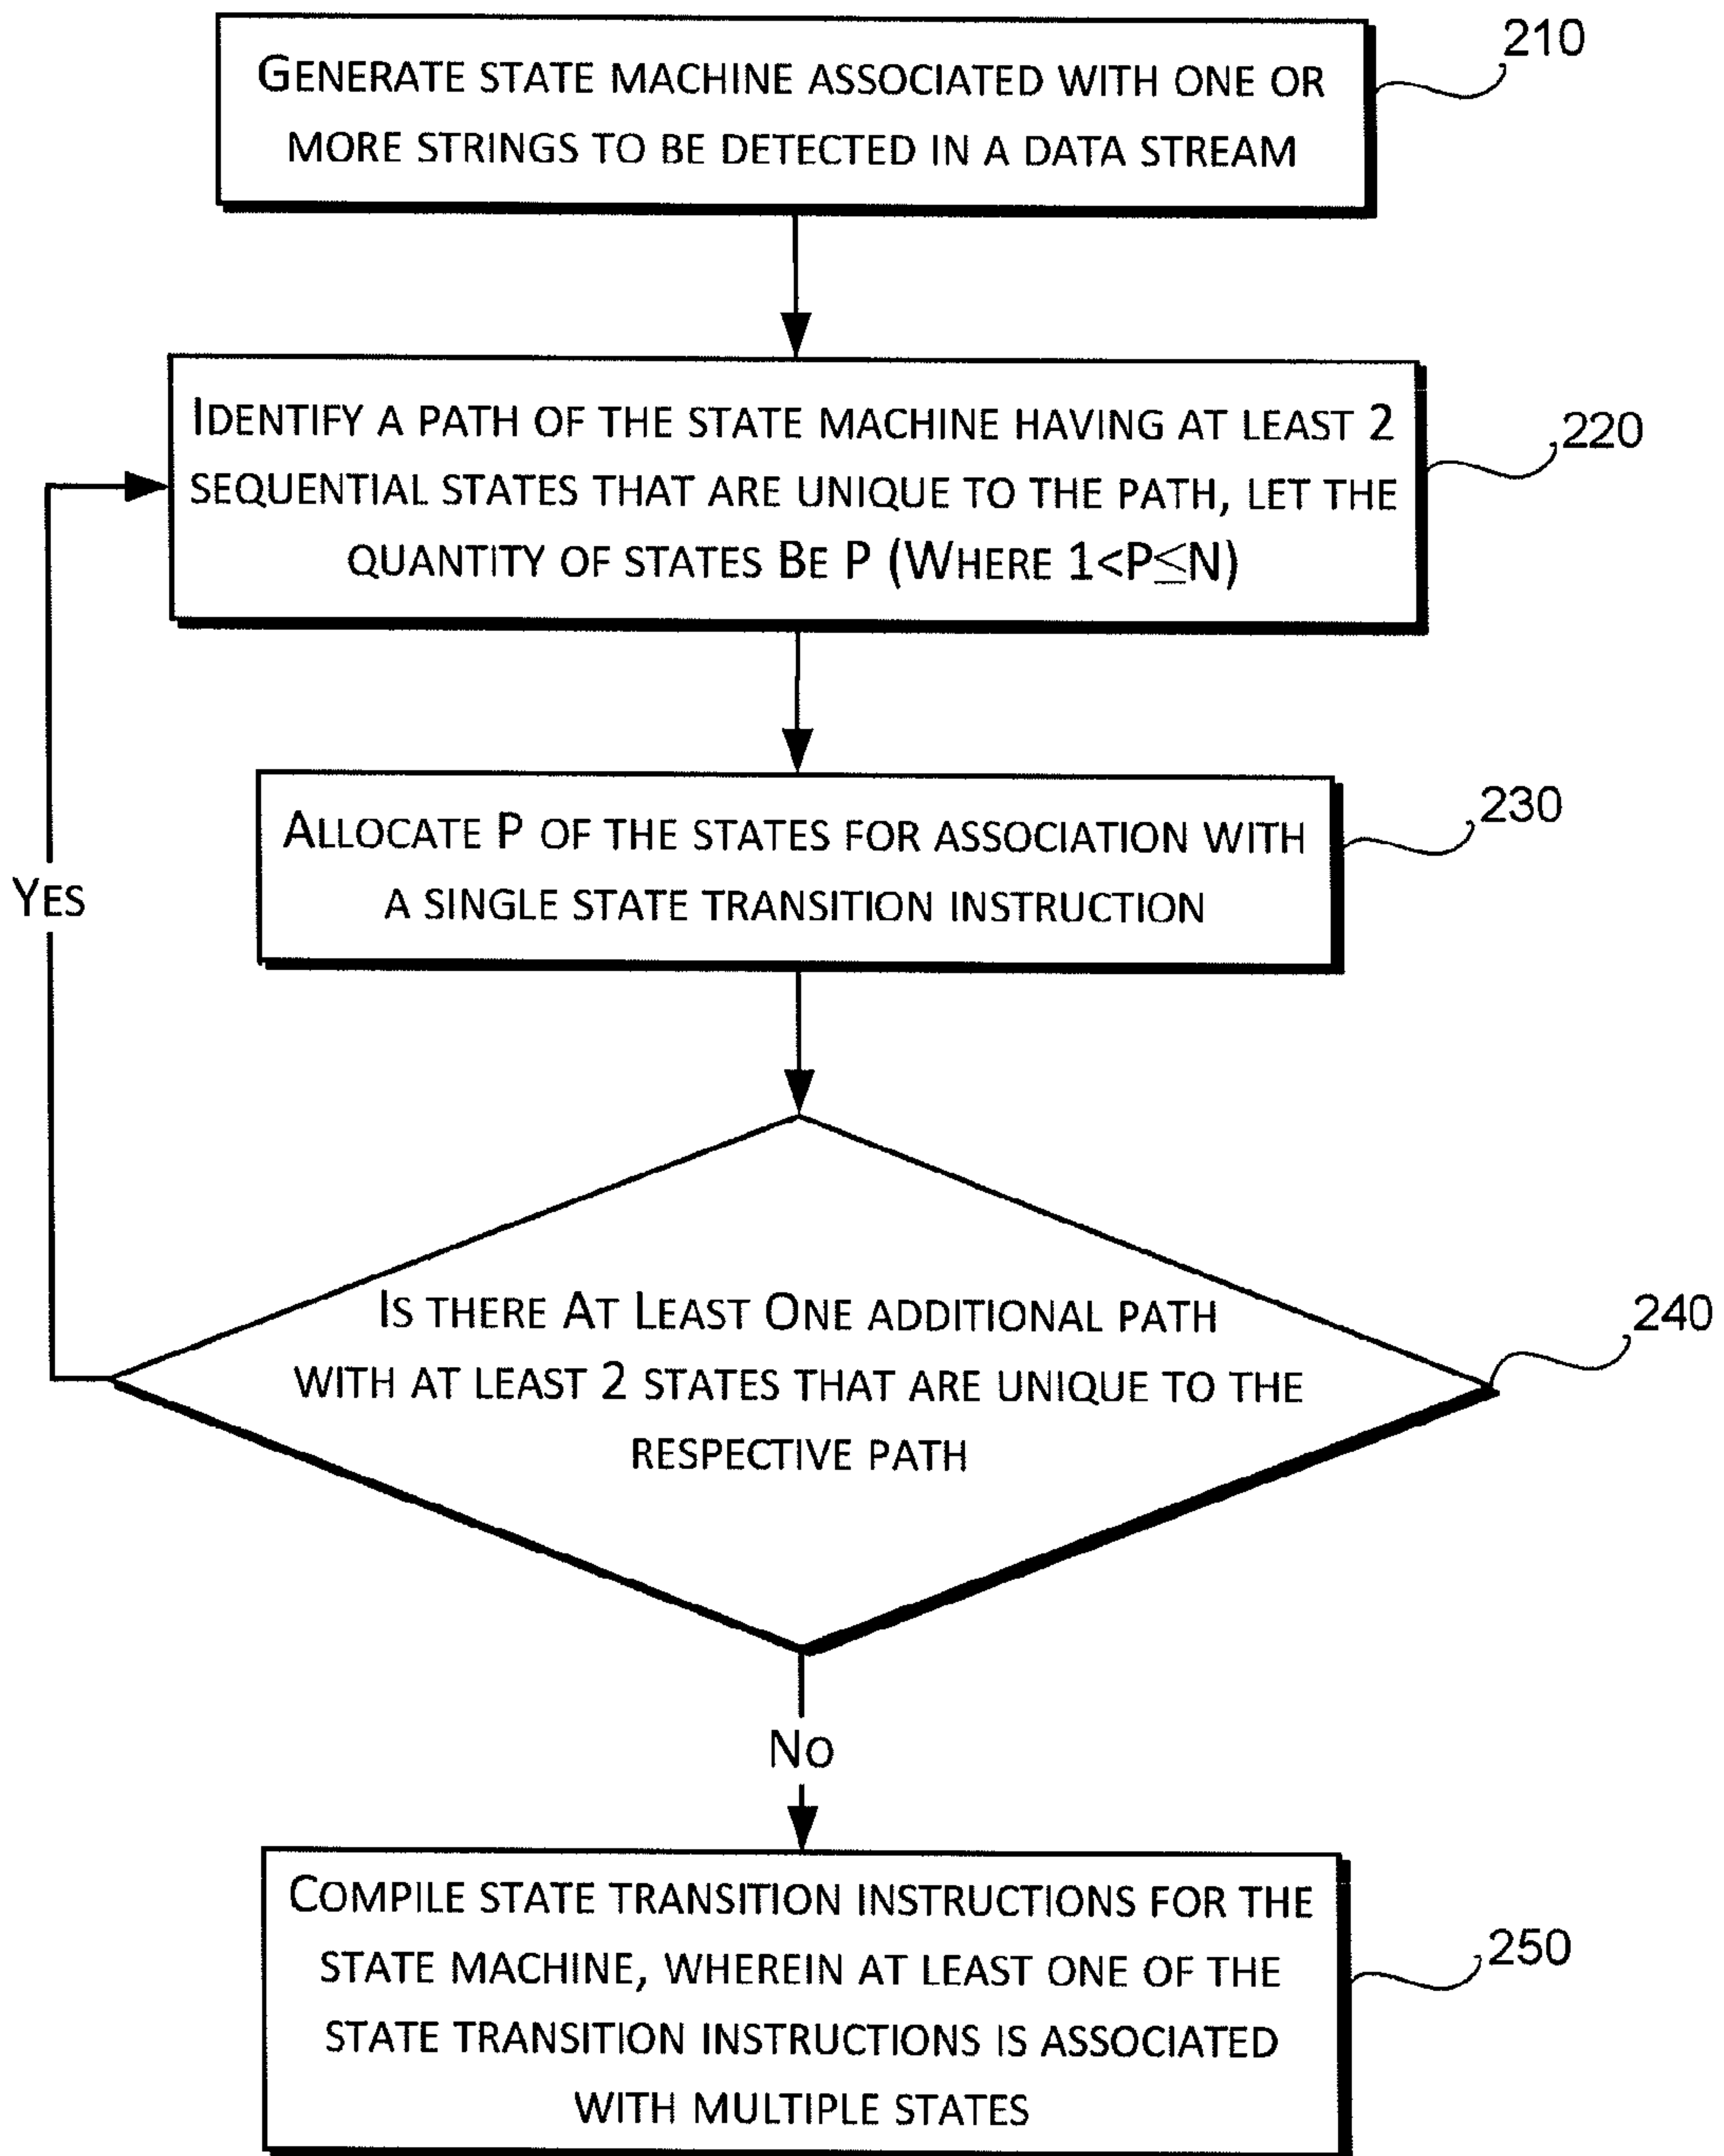 GENERATE STATE MACHINE ASSOCIATED WITH ONE OR
MORE STRINGS TO BE DETECTED IN A DATA STREAM
210
IDENTIFY A PATH OF THE STATE MACHINE HAVING AT LEAST 2
SEQUENTIAL STATES THAT ARE UNIQUE TO THE PATH, LET THE
QUANTITY OF STATES BE P (WHERE 1<P≤N)
220
ALLOCATE P OF THE STATES FOR ASSOCIATION WITH
A SINGLE STATE TRANSITION INSTRUCTION
230
YES
IS THERE AT LEAST ONE ADDITIONAL PATH
WITH AT LEAST 2 STATES THAT ARE UNIQUE TO THE
RESPECTIVE PATH
240
NO
COMPILE STATE TRANSITION INSTRUCTIONS FOR THE
STATE MACHINE, WHEREIN AT LEAST ONE OF THE
STATE TRANSITION INSTRUCTIONS IS ASSOCIATED
WITH MULTIPLE STATES
250